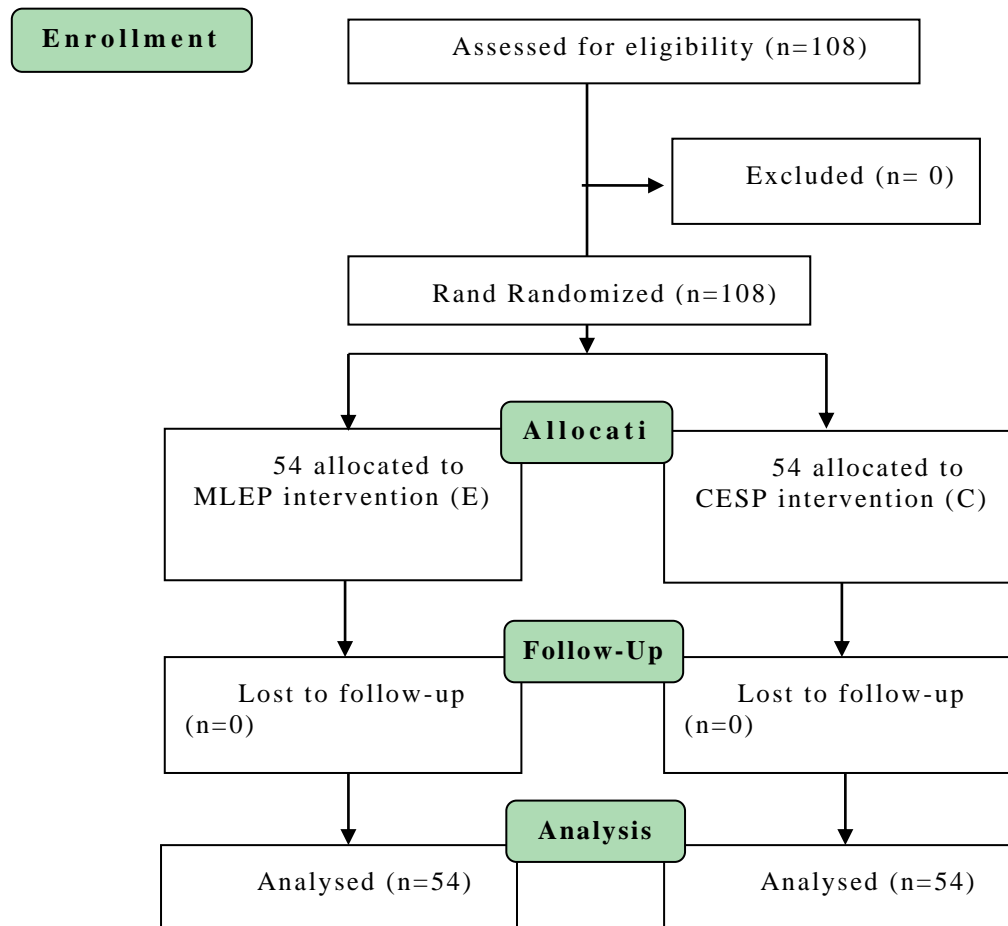 Enrollment
Assessed for eligibility (n=108)
Excluded (n= 0)
Rand Randomized (n=108)
Allocati
54 allocated to
MLEP intervention (E)
54 allocated to
CESP intervention (C)
Follow-Up
Lost to follow-up
(n=0)
Lost to follow-up
(n=0)
Analysis
Analysed (n=54)
Analysed (n=54)